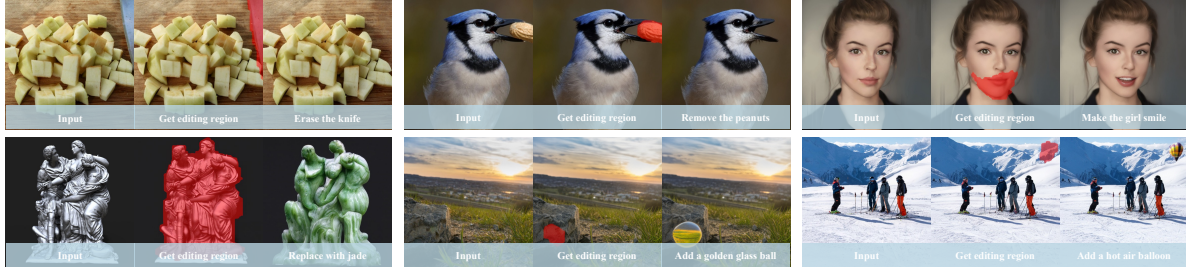 Input
Get editing region
Erase the knife
Input
Get editing region
Remove the peanuts
Input
Get editing region
Make the girl smile
Input
Get editing region
Replace with jade
Input
Get editing region
Add a golden glass ball
Input
Get editing region
Add a hot air balloon